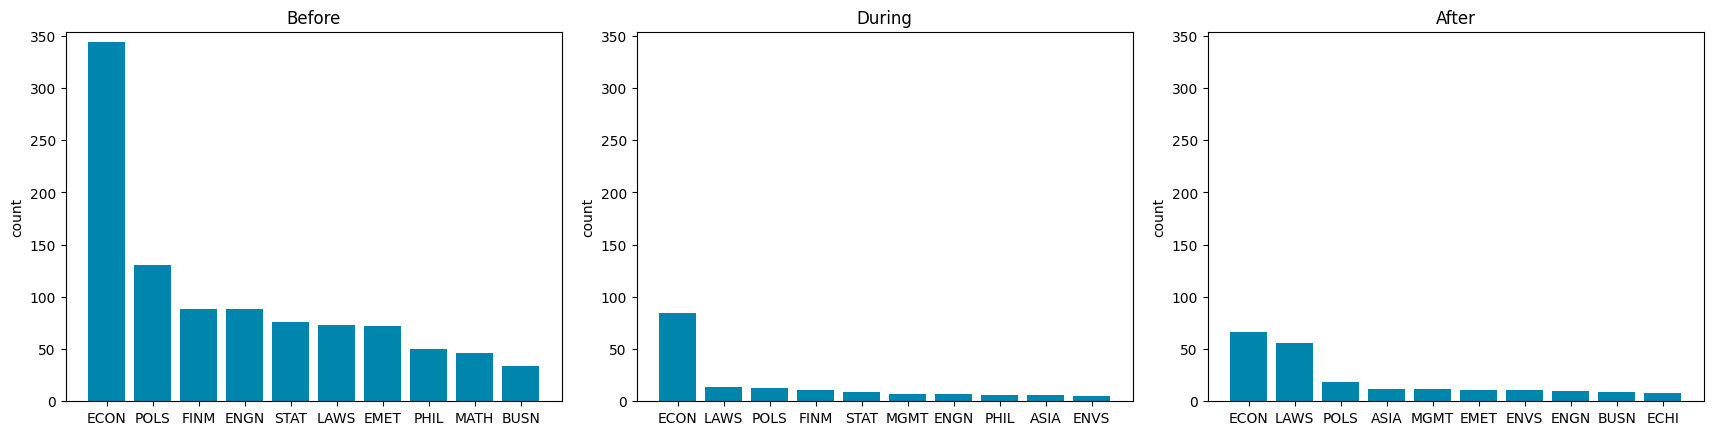 Before
During
After
count
350
300
250
200
150
100
50
0
ECON POLS FINM ENGN STAT LAWS EMET PHIL MATH BUSN
count
350
300
250
200
150
100
50
0
ECON LAWS POLS FINM STAT MGMT ENGN PHIL ASIA ENVS
count
350
300
250
200
150
100
50
0
ECON LAWS POLS ASIA MGMT EMET ENVS ENGN BUSN ECHI